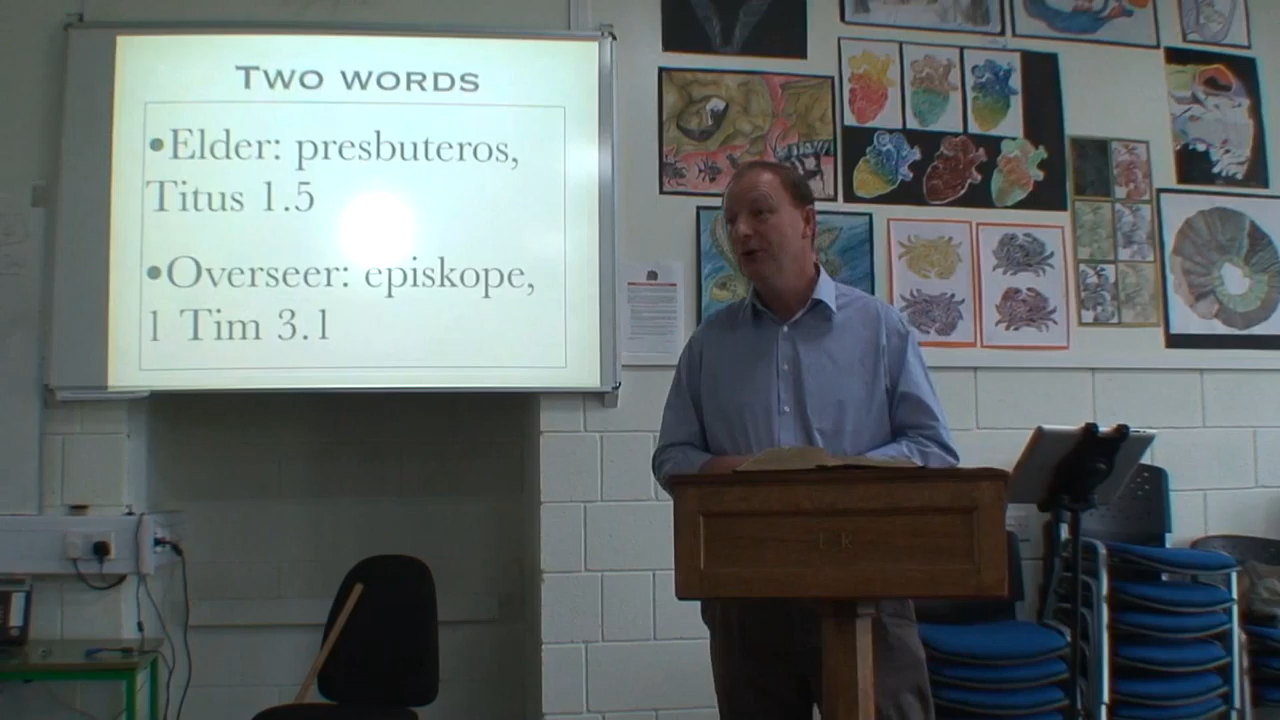 TWO WORDS
•Elder: presbuteros,
Titus 1.5
•Overseer: episkope,
1 Tim 3.1
E R